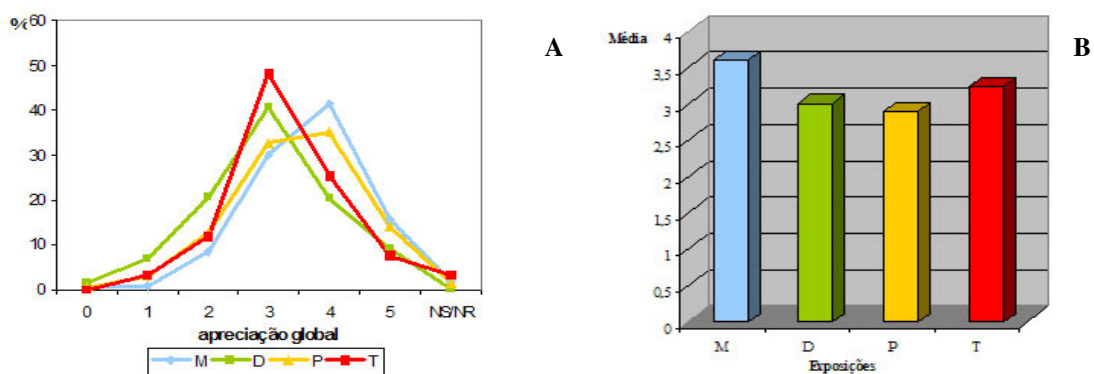 %
60
50
40
30
20
10
0
0 1 2 3 4 5 NS/NR
apreciação global
M D P T
A
Média
4
3,5
3
2,5
2
1,5
1
0,5
0
M D P T
Exposições
B